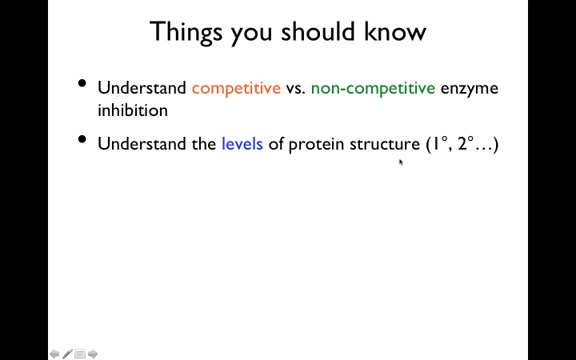 Things you should know
• Understand competitive vs. non-competitive enzyme
inhibition
• Understand the levels of protein structure (1°, 2°…)